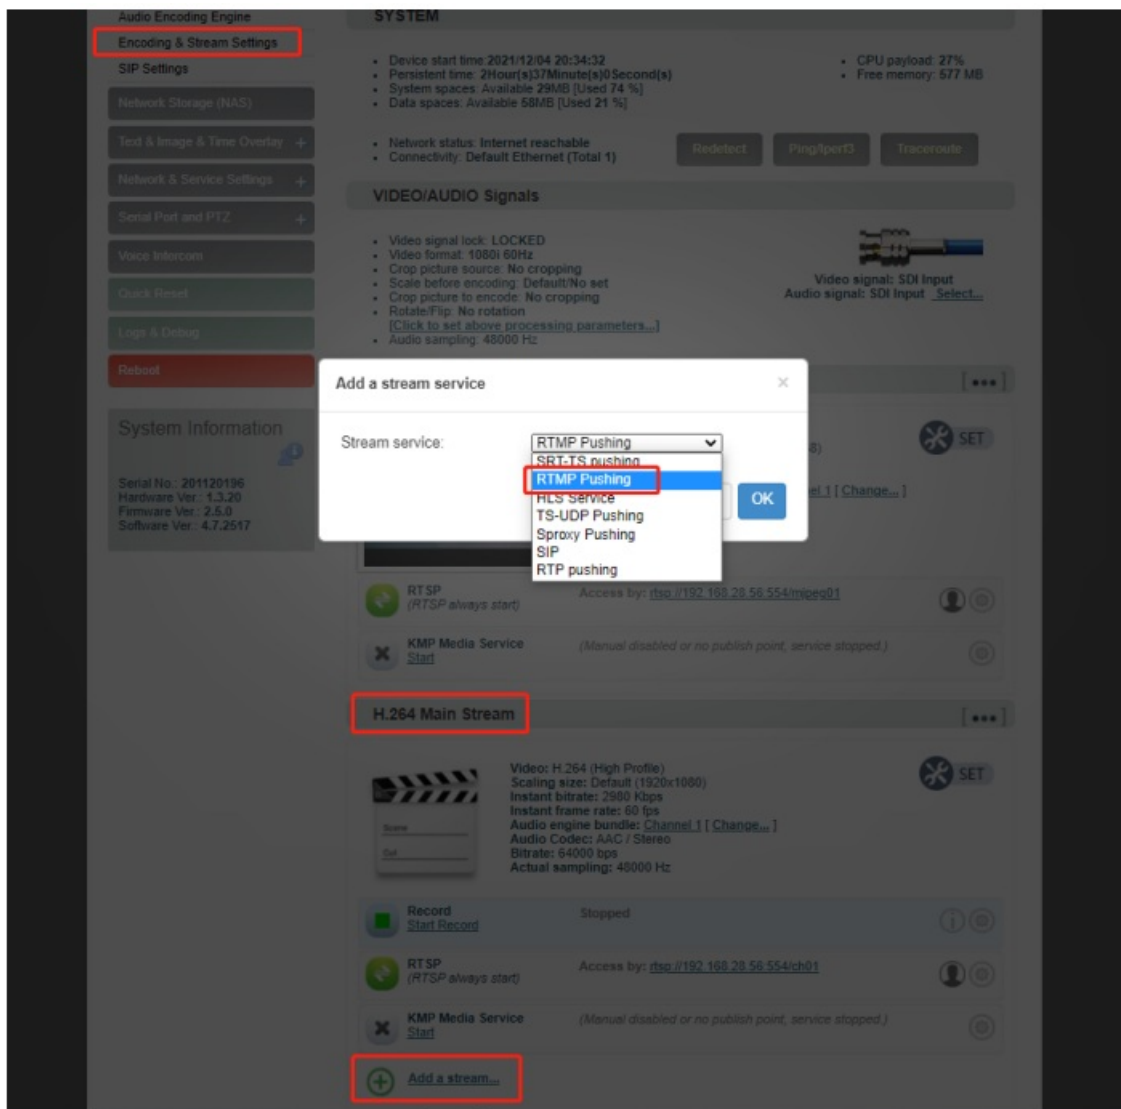 Audio Encoding Engine
Encoding & Stream Settings
SIP Settings
Network Storage (NAS)
Text & Image & Time Overlay +
Network & Service Settings +
Serial Port and PTZ +
Voice Intercom
Quick Reset
Logs & Debug
Reboot
System Information
Serial No.: 201120196
Hardware Ver.: 1.3.20
Firmware Ver.: 2.5.0
Software Ver.: 4.7.2517
SYSTEM
Device start time:2021/12/04 20:34:32
Persistent time: 2Hour(s)37Minute(s)0Second(s)
System spaces: Available 29MB [Used 74 %]
Data spaces: Available 58MB [Used 21 %]
CPU payload: 27%
Free memory: 577 MB
Network status: Internet reachable
Connectivity: Default Ethernet (Total 1)
Redetect Ping/Iperf3 Traceroute
VIDEO/AUDIO Signals
Video signal lock: LOCKED
Video format: 1080i 60Hz
Crop picture source: No cropping
Scale before encoding: Default/No set
Crop picture to encode: No cropping
Rotate/Flip: No rotation
[Click to set above processing parameters...]
Audio sampling: 48000 Hz
Video signal: SDI Input
Audio signal: SDI Input Select...
[ ••• ]
Add a stream service ×
Stream service: RTMP Pushing
SRT-TS pushing
RTMP Pushing
HLS Service
TS-UDP Pushing
Sproxy Pushing
SIP
RTP pushing
OK
SET
8)
el 1 [ Change... ]
RTSP
(RTSP always start)
Access by: rtsp://192.168.28.56:554/mjpeg01
KMP Media Service
Start
(Manual disabled or no publish point, service stopped.)
H.264 Main Stream [ ••• ]
Scene
Cut
Video: H.264 (High Profile)
Scaling size: Default (1920x1080)
Instant bitrate: 2980 Kbps
Instant frame rate: 60 fps
Audio engine bundle: Channel 1 [ Change... ]
Audio Codec: AAC / Stereo
Bitrate: 64000 bps
Actual sampling: 48000 Hz
SET
Record
Start Record
Stopped
RTSP
(RTSP always start)
Access by: rtsp://192.168.28.56:554/ch01
KMP Media Service
Start
(Manual disabled or no publish point, service stopped.)
Add a stream...